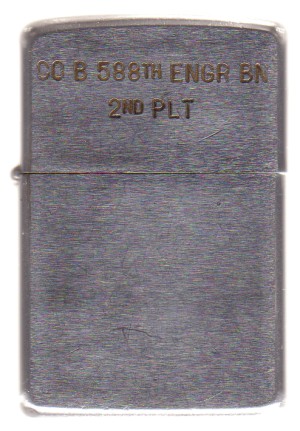 CO B 588TH ENGR BN
2ND PLT